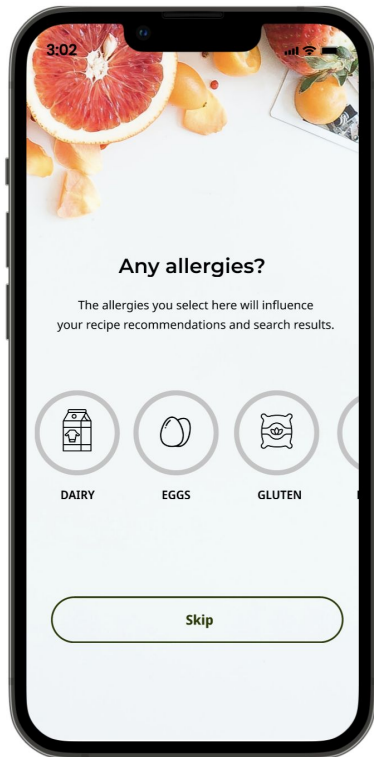 3:02
Any allergies?
The allergies you select here will influence
your recipe recommendations and search results.
DAIRY
EGGS
GLUTEN
Skip